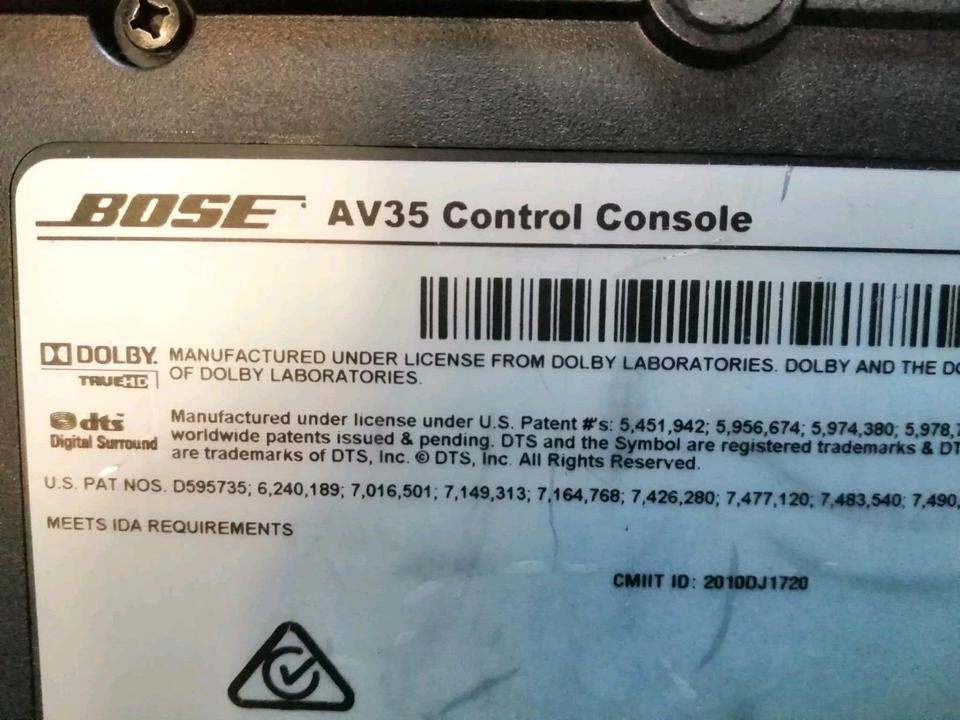 BOSE AV35 Control Console
DOLBY
TRUEHD
MANUFACTURED UNDER LICENSE FROM DOLBY LABORATORIES. DOLBY AND THE
OF DOLBY LABORATORIES.
dts
Digital Surround
Manufactured under license under U.S. Patent #'s: 5,451,942; 5,956,674; 5,974,380; 5,978,
worldwide patents issued & pending. DTS and the Symbol are registered trademarks &
are trademarks of DTS, Inc. © DTS, Inc. All Rights Reserved.
U.S. PAT NOS. D595735; 6,240,189; 7,016,501; 7,149,313; 7,164,768; 7,426,280; 7,477,120; 7,483,540; 7,490,
MEETS IDA REQUIREMENTS
CMIIT ID: 2010DJ1720